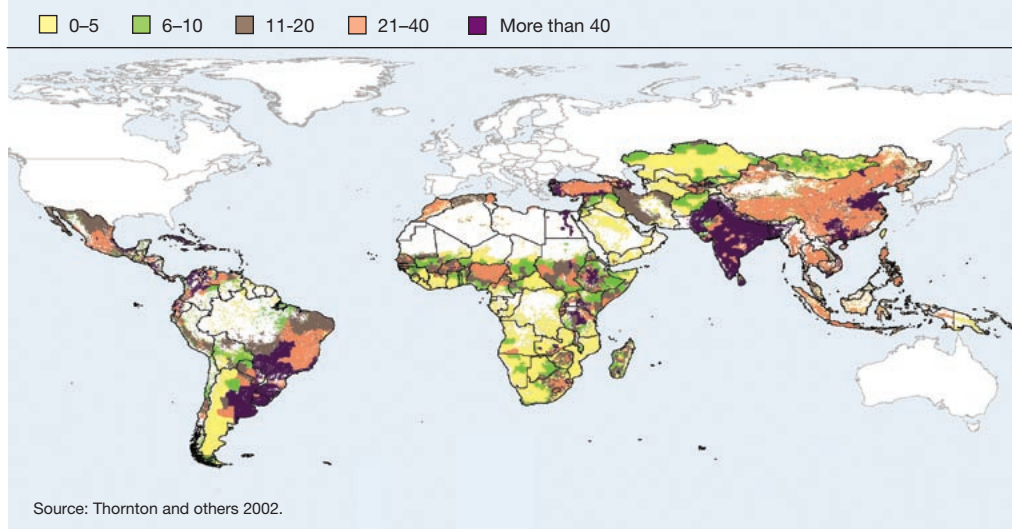 0–5 6–10 11-20 21–40 More than 40
Source: Thornton and others 2002.